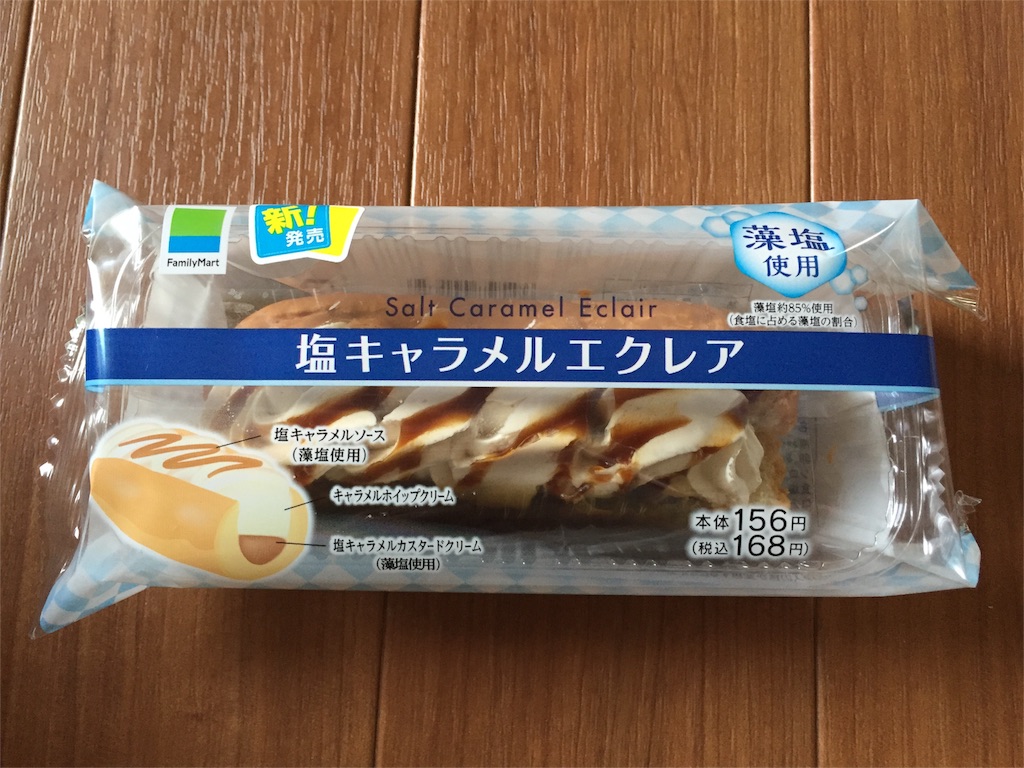 FamilyMart
新!
発売
藻塩
使用
藻塩約85%使用
(食塩に占める藻塩の割合)
Salt Caramel Eclair
塩キャラメルエクレア
塩キャラメルソース
(藻塩使用)
キャラメルホイップクリーム
塩キャラメルカスタードクリーム
(藻塩使用)
本体156円
(税込168円)